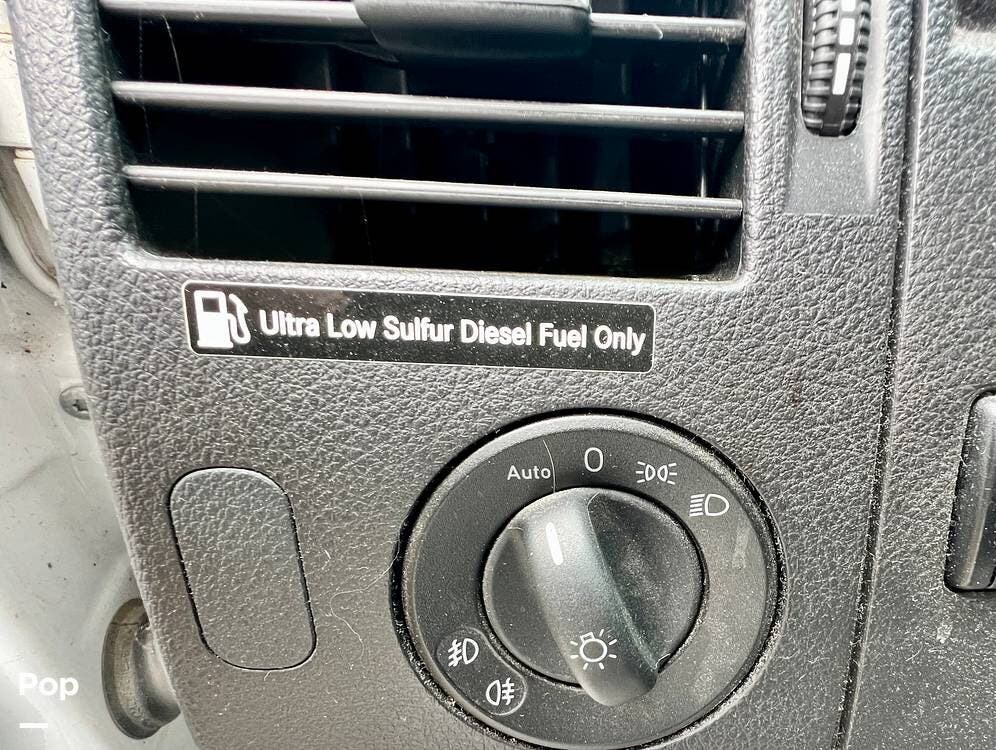 Ultra Low Sulfur Diesel Fuel Only
Auto 0
Pop